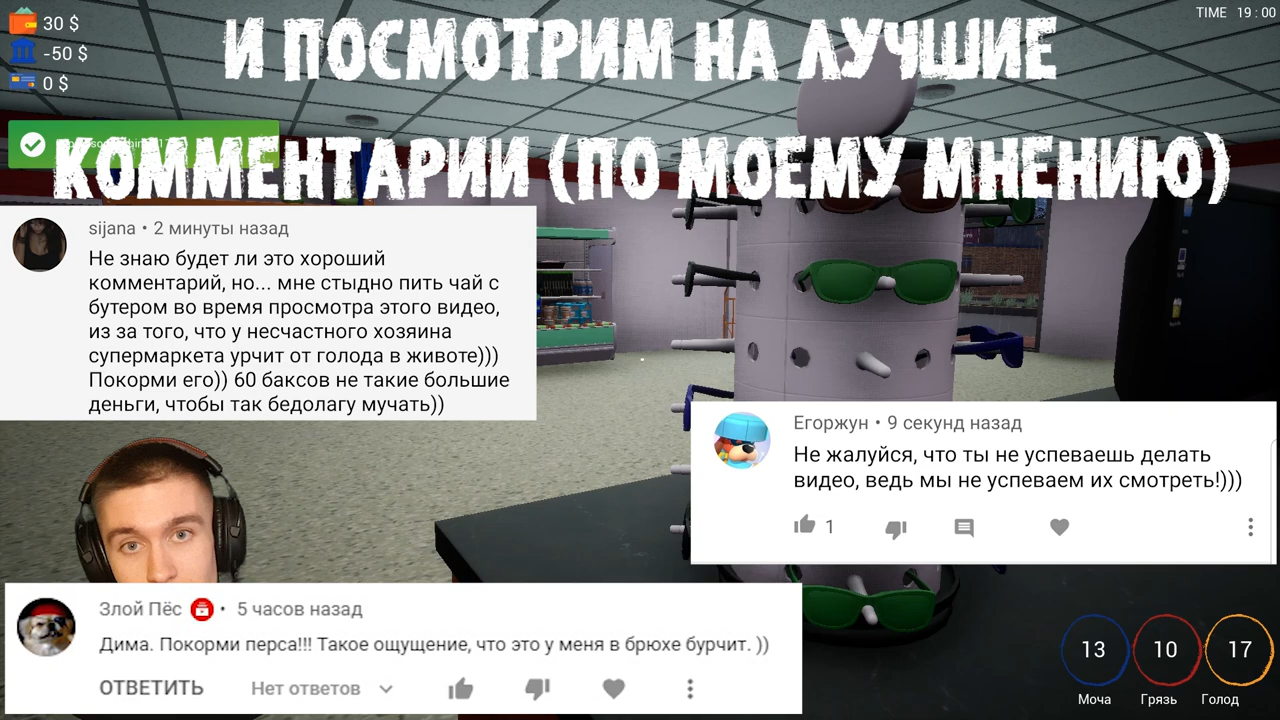 30 $
-50 $
0 $
TIME 19 : 00
И ПОСМОТРИМ НА ЛУЧШИЕ
КОММЕНТАРИИ (ПО МОЕМУ МНЕНИЮ)
sijana • 2 минуты назад
Не знаю будет ли это хороший
комментарий, но... мне стыдно пить чай с
бутером во время просмотра этого видео,
из за того, что у несчастного хозяина
супермаркета урчит от голода в животе)))
Покорми его)) 60 баксов не такие большие
деньги, чтобы так бедолагу мучать))
Егоржун • 9 секунд назад
Не жалуйся, что ты не успеваешь делать
видео, ведь мы не успеваем их смотреть!)))
1
Злой Пёс • 5 часов назад
Дима. Покорми перса!!! Такое ощущение, что это у меня в брюхе бурчит. ))
ОТВЕТИТЬ Нет ответов
13 10 17
Моча Грязь Голод